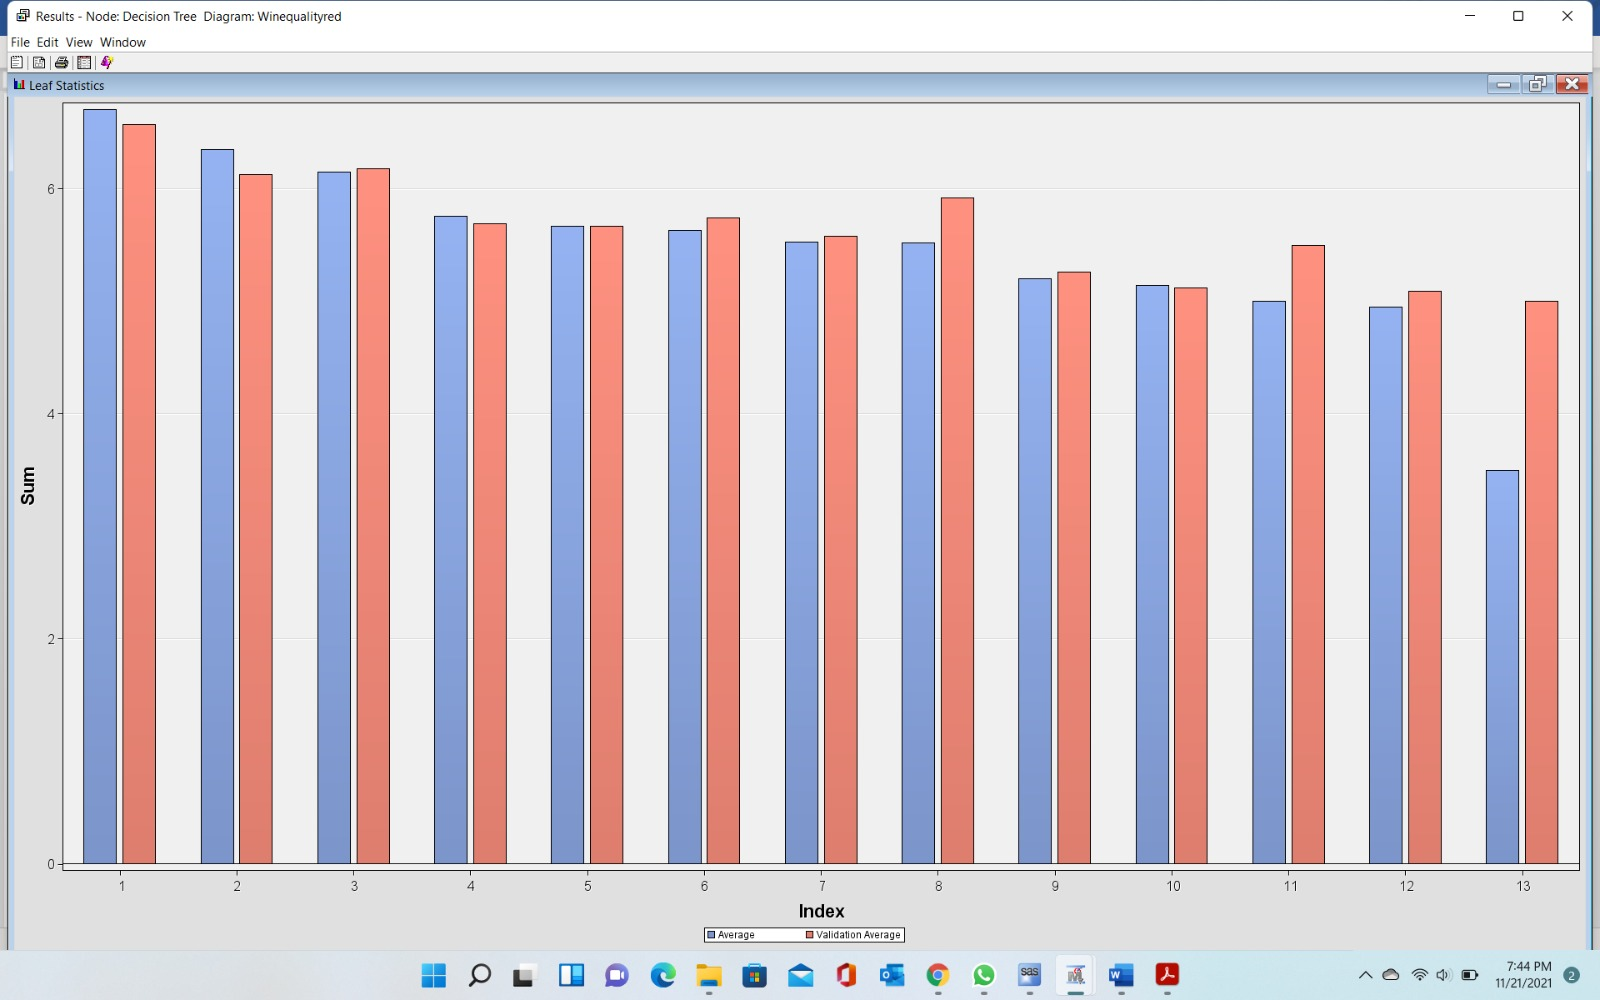 Results - Node: Decision Tree  Diagram: Winequalityred
File Edit View Window
Leaf Statistics
6
4
2
0
Sum
1 2 3 4 5 6 7 8 9 10 11 12 13
Index
Average Validation Average
sas
7:44 PM
11/21/2021
2